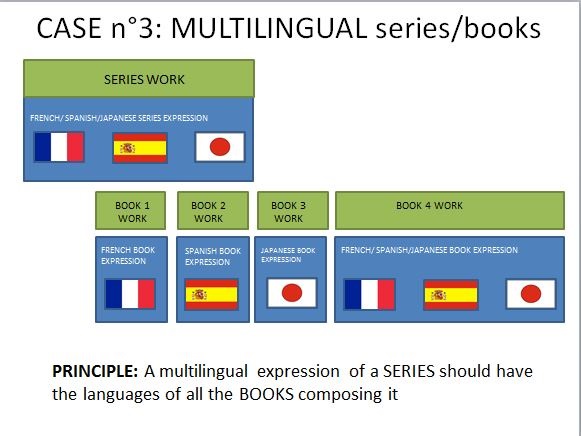 CASE n°3: MULTILINGUAL series/books
SERIES WORK
FRENCH/ SPANISH/JAPANESE SERIES EXPRESSION
BOOK 1
WORK
BOOK 2
WORK
BOOK 3
WORK
BOOK 4 WORK
FRENCH BOOK
EXPRESSION
SPANISH BOOK
EXPRESSION
JAPANESE BOOK
EXPRESSION
FRENCH/ SPANISH/JAPANESE BOOK EXPRESSION
PRINCIPLE: A multilingual expression of a SERIES should have
the languages of all the BOOKS composing it